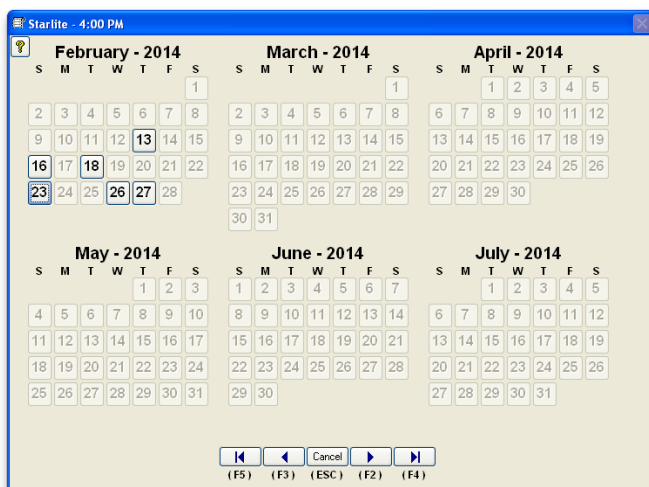 Starlite - 4:00 PM
?
February - 2014
S M T W T F S
1
2 3 4 5 6 7 8
9 10 11 12 13 14 15
16 17 18 19 20 21 22
23 24 25 26 27 28
March - 2014
S M T W T F S
1
2 3 4 5 6 7 8
9 10 11 12 13 14 15
16 17 18 19 20 21 22
23 24 25 26 27 28 29
30 31
April - 2014
S M T W T F S
1 2 3 4 5
6 7 8 9 10 11 12
13 14 15 16 17 18 19
20 21 22 23 24 25 26
27 28 29 30
May - 2014
S M T W T F S
1 2 3
4 5 6 7 8 9 10
11 12 13 14 15 16 17
18 19 20 21 22 23 24
25 26 27 28 29 30 31
June - 2014
S M T W T F S
1 2 3 4 5 6 7
8 9 10 11 12 13 14
15 16 17 18 19 20 21
22 23 24 25 26 27 28
29 30
July - 2014
S M T W T F S
1 2 3 4 5
6 7 8 9 10 11 12
13 14 15 16 17 18 19
20 21 22 23 24 25 26
27 28 29 30 31
Cancel
(F5) (F3) (ESC) (F2) (F4)